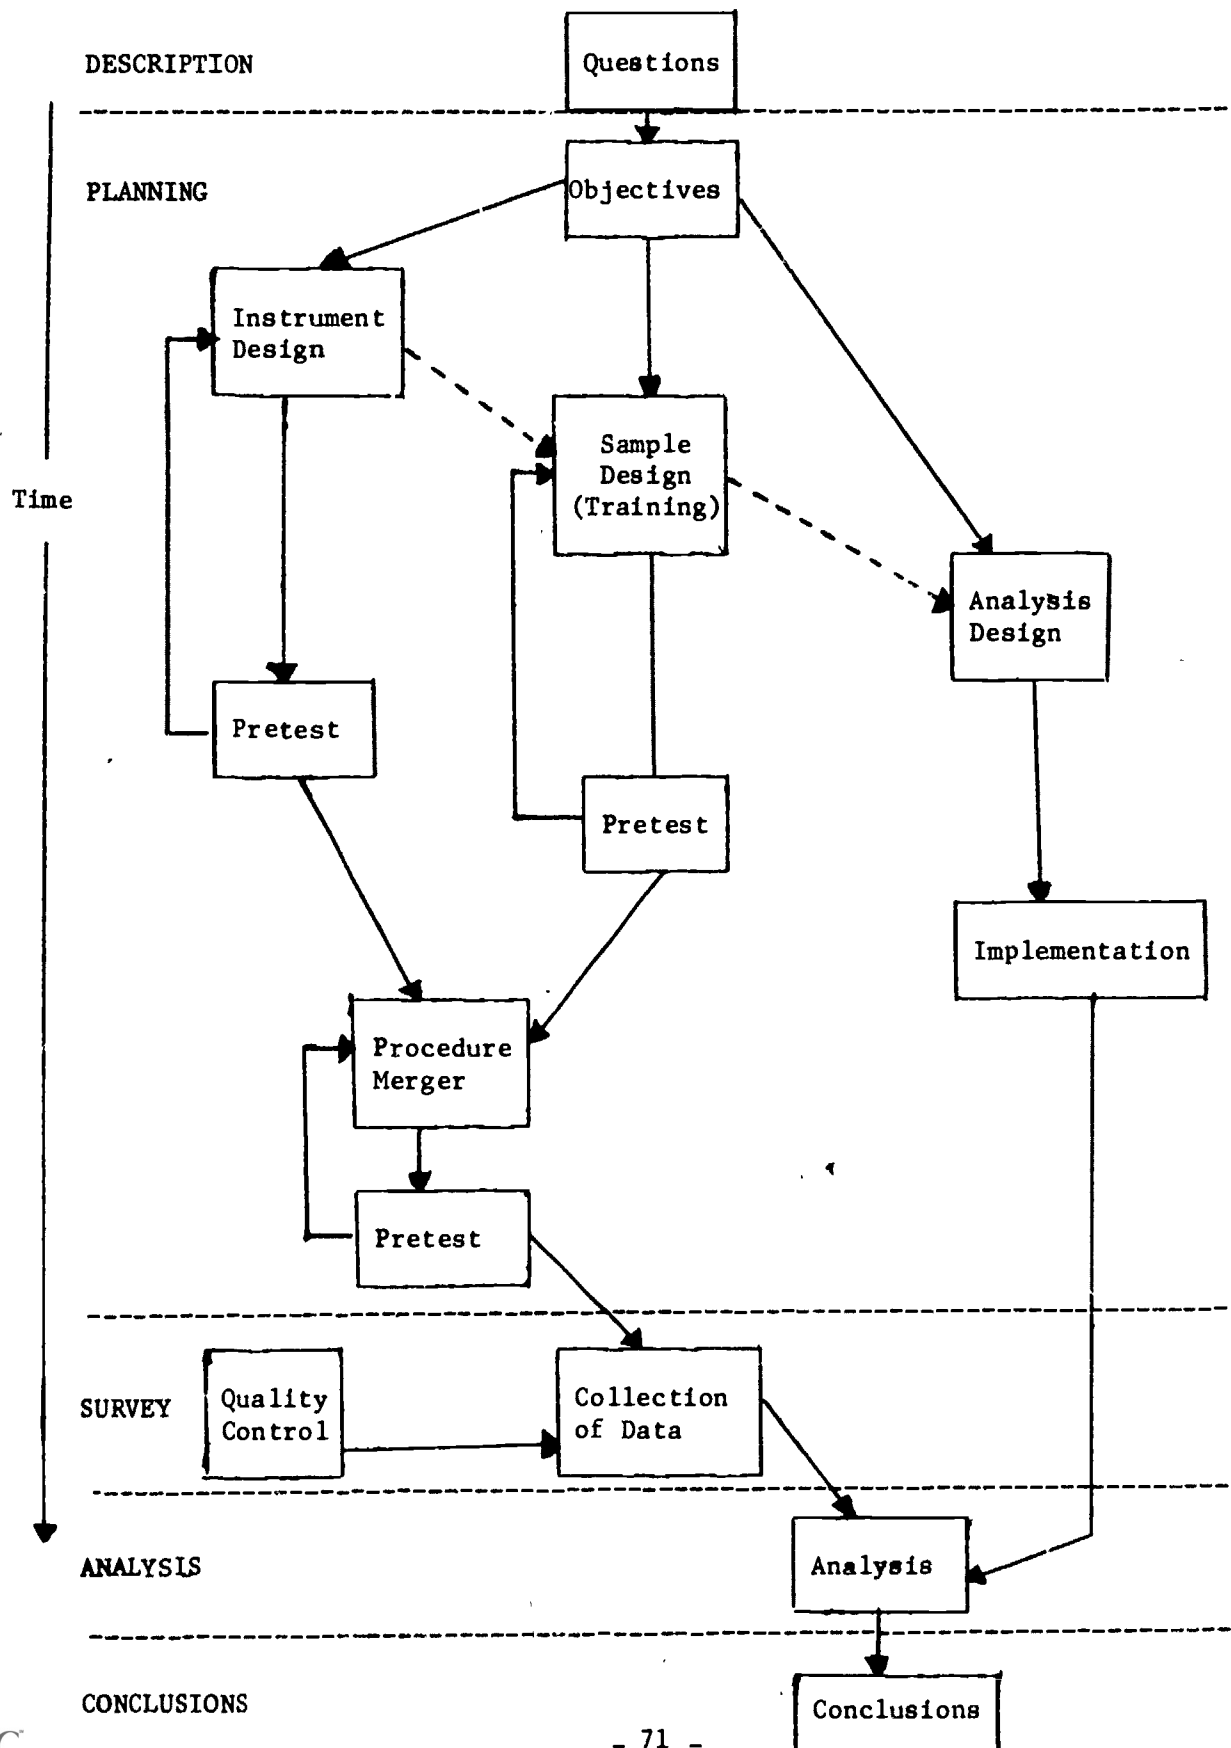 DESCRIPTION
Questions
PLANNING
Objectives
Instrument
Design
Sample
Design
(Training)
Time
Analysis
Design
Pretest
Pretest
Implementation
Procedure
Merger
Pretest
SURVEY
Quality
Control
Collection
of Data
ANALYSIS
Analysis
CONCLUSIONS
Conclusions
- 71 -